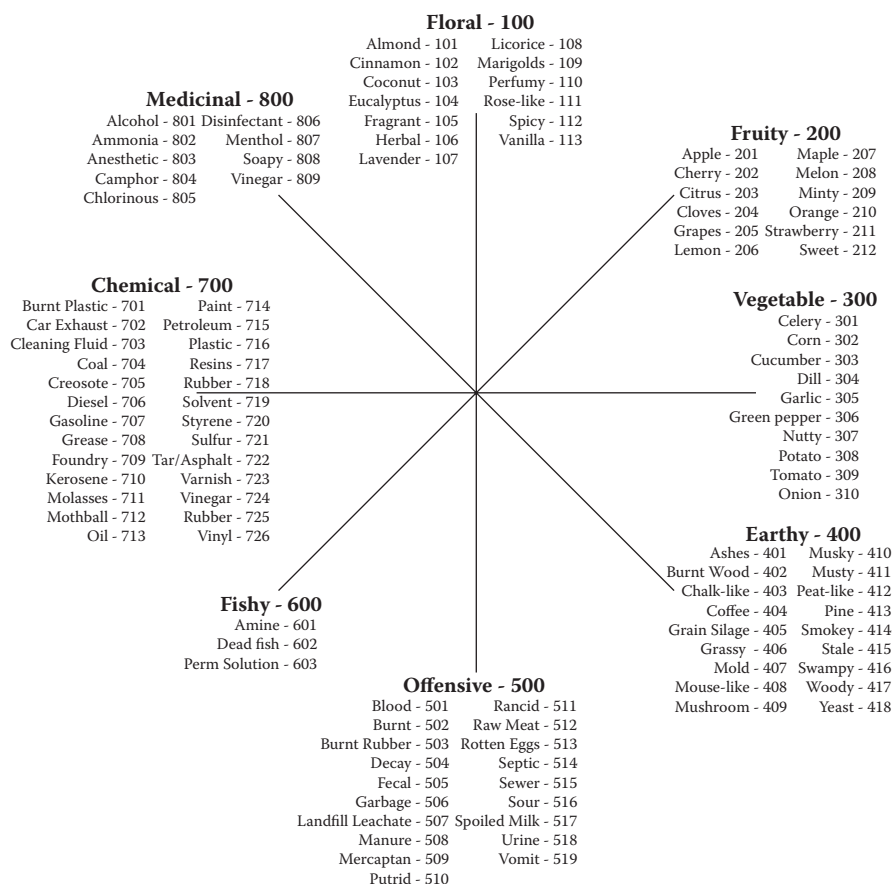 Floral - 100
Almond - 101 Licorice - 108
Cinnamon - 102 Marigolds - 109
Coconut - 103 Perfumy - 110
Eucalyptus - 104 Rose-like - 111
Fragrant - 105 Spicy - 112
Herbal - 106 Vanilla - 113
Lavender - 107
Medicinal - 800
Alcohol - 801 Disinfectant - 806
Ammonia - 802 Menthol - 807
Anesthetic - 803 Soapy - 808
Camphor - 804 Vinegar - 809
Chlorinous - 805
Fruity - 200
Apple - 201 Maple - 207
Cherry - 202 Melon - 208
Citrus - 203 Minty - 209
Cloves - 204 Orange - 210
Grapes - 205 Strawberry - 211
Lemon - 206 Sweet - 212
Chemical - 700
Burnt Plastic - 701 Paint - 714
Car Exhaust - 702 Petroleum - 715
Cleaning Fluid - 703 Plastic - 716
Coal - 704 Resins - 717
Creosote - 705 Rubber - 718
Diesel - 706 Solvent - 719
Gasoline - 707 Styrene - 720
Grease - 708 Sulfur - 721
Foundry - 709 Tar/Asphalt - 722
Kerosene - 710 Varnish - 723
Molasses - 711 Vinegar - 724
Mothball - 712 Rubber - 725
Oil - 713 Vinyl - 726
Vegetable - 300
Celery - 301
Corn - 302
Cucumber - 303
Dill - 304
Garlic - 305
Green pepper - 306
Nutty - 307
Potato - 308
Tomato - 309
Onion - 310
Earthy - 400
Ashes - 401 Musky - 410
Burnt Wood - 402 Musty - 411
Chalk-like - 403 Peat-like - 412
Coffee - 404 Pine - 413
Grain Silage - 405 Smokey - 414
Grassy - 406 Stale - 415
Mold - 407 Swampy - 416
Mouse-like - 408 Woody - 417
Mushroom - 409 Yeast - 418
Fishy - 600
Amine - 601
Dead fish - 602
Perm Solution - 603
Offensive - 500
Blood - 501 Rancid - 511
Burnt - 502 Raw Meat - 512
Burnt Rubber - 503 Rotten Eggs - 513
Decay - 504 Septic - 514
Fecal - 505 Sewer - 515
Garbage - 506 Sour - 516
Landfill Leachate - 507 Spoiled Milk - 517
Manure - 508 Urine - 518
Mercaptan - 509 Vomit - 519
Putrid - 510